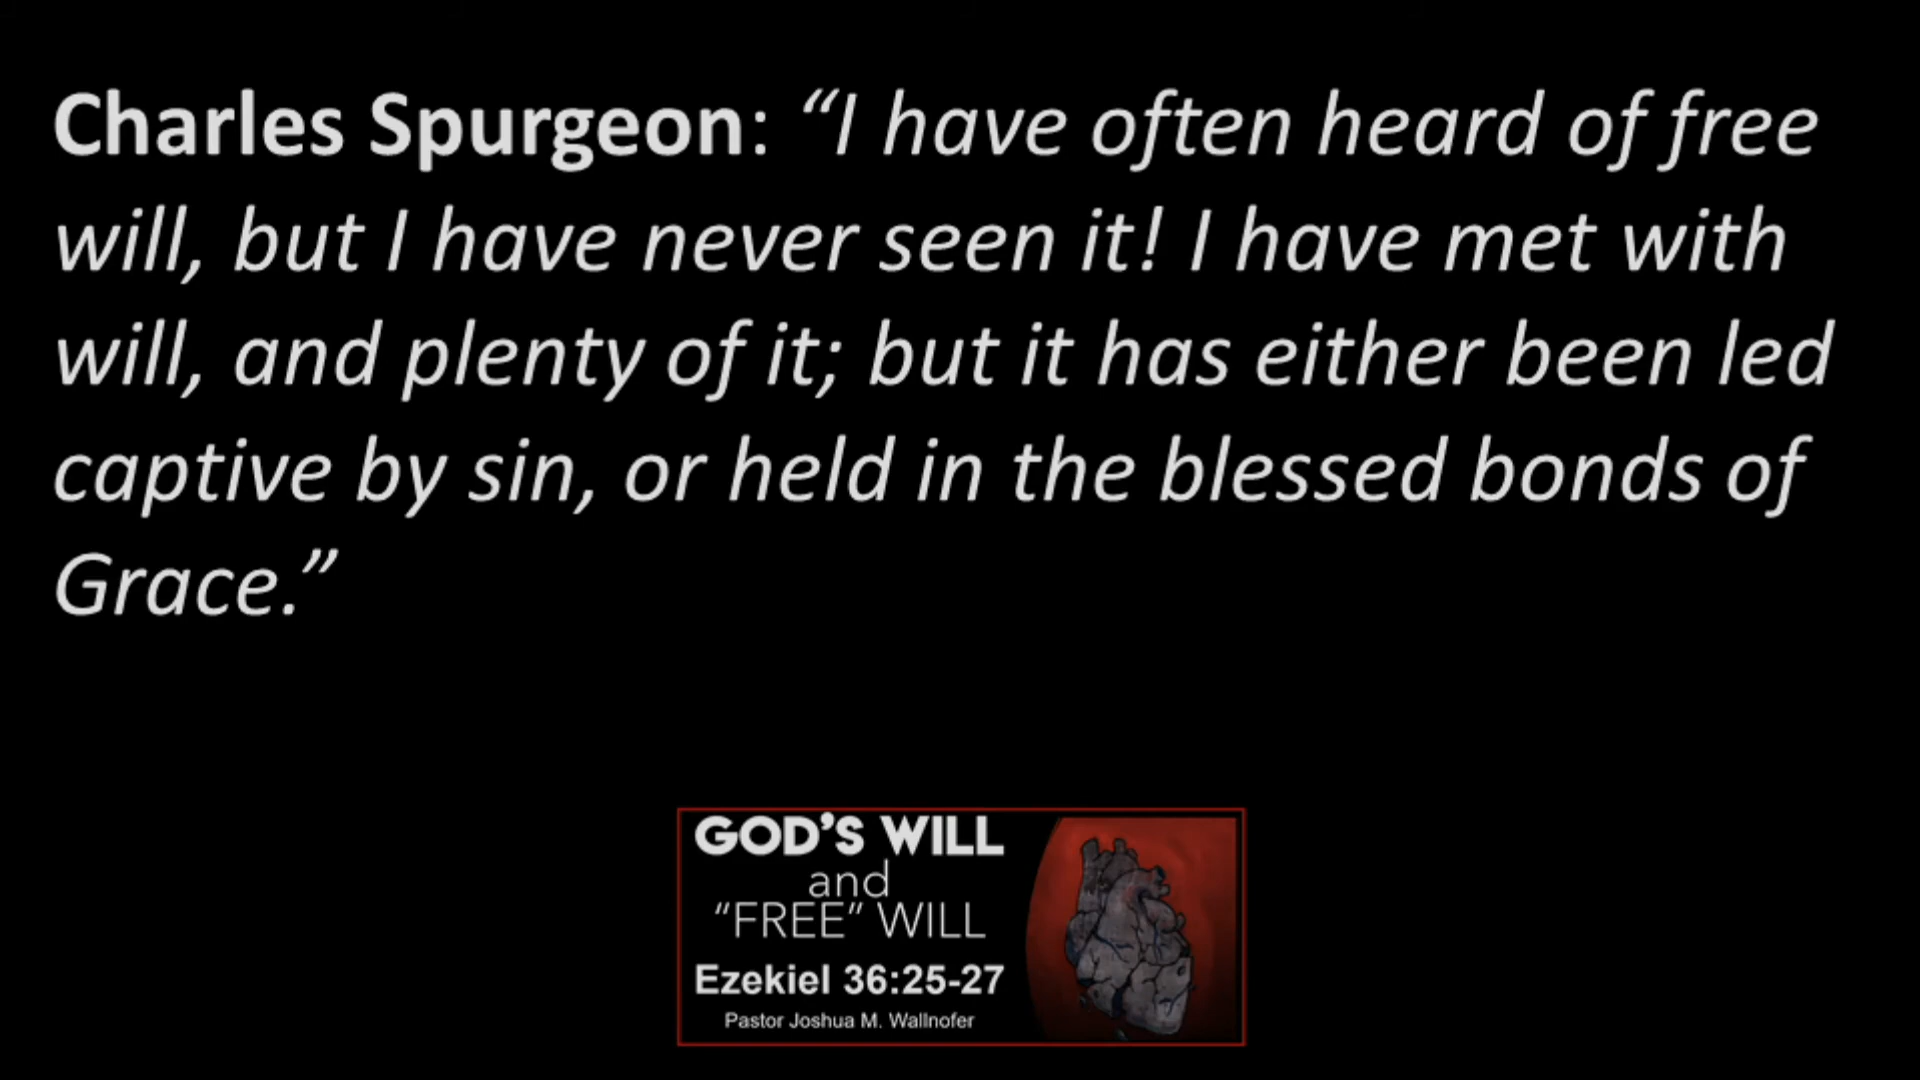 Charles Spurgeon: “I have often heard of free
will, but I have never seen it! I have met with
will, and plenty of it; but it has either been led
captive by sin, or held in the blessed bonds of
Grace.”
GOD’S WILL
and
“FREE” WILL
Ezekiel 36:25-27
Pastor Joshua M. Wallnofer